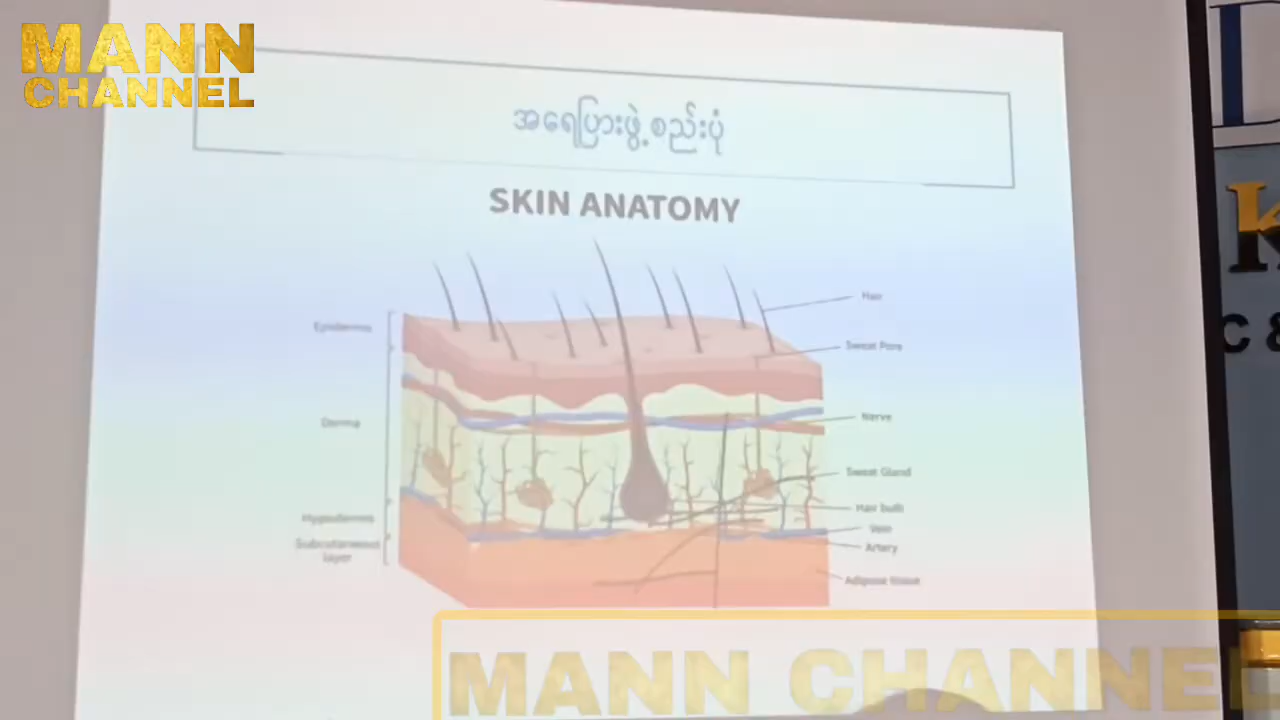 MANN
CHANNEL
အရေပြားဖွဲ့စည်းပုံ
SKIN ANATOMY
Hair
Epidermis
Sweat Pore
Nerve
Derma
Sweat Gland
Hair bulb
Hypodermis
Vein
Subcutaneous
layer
Artery
Adipose tissue
MANN CHANNEL
K
C &